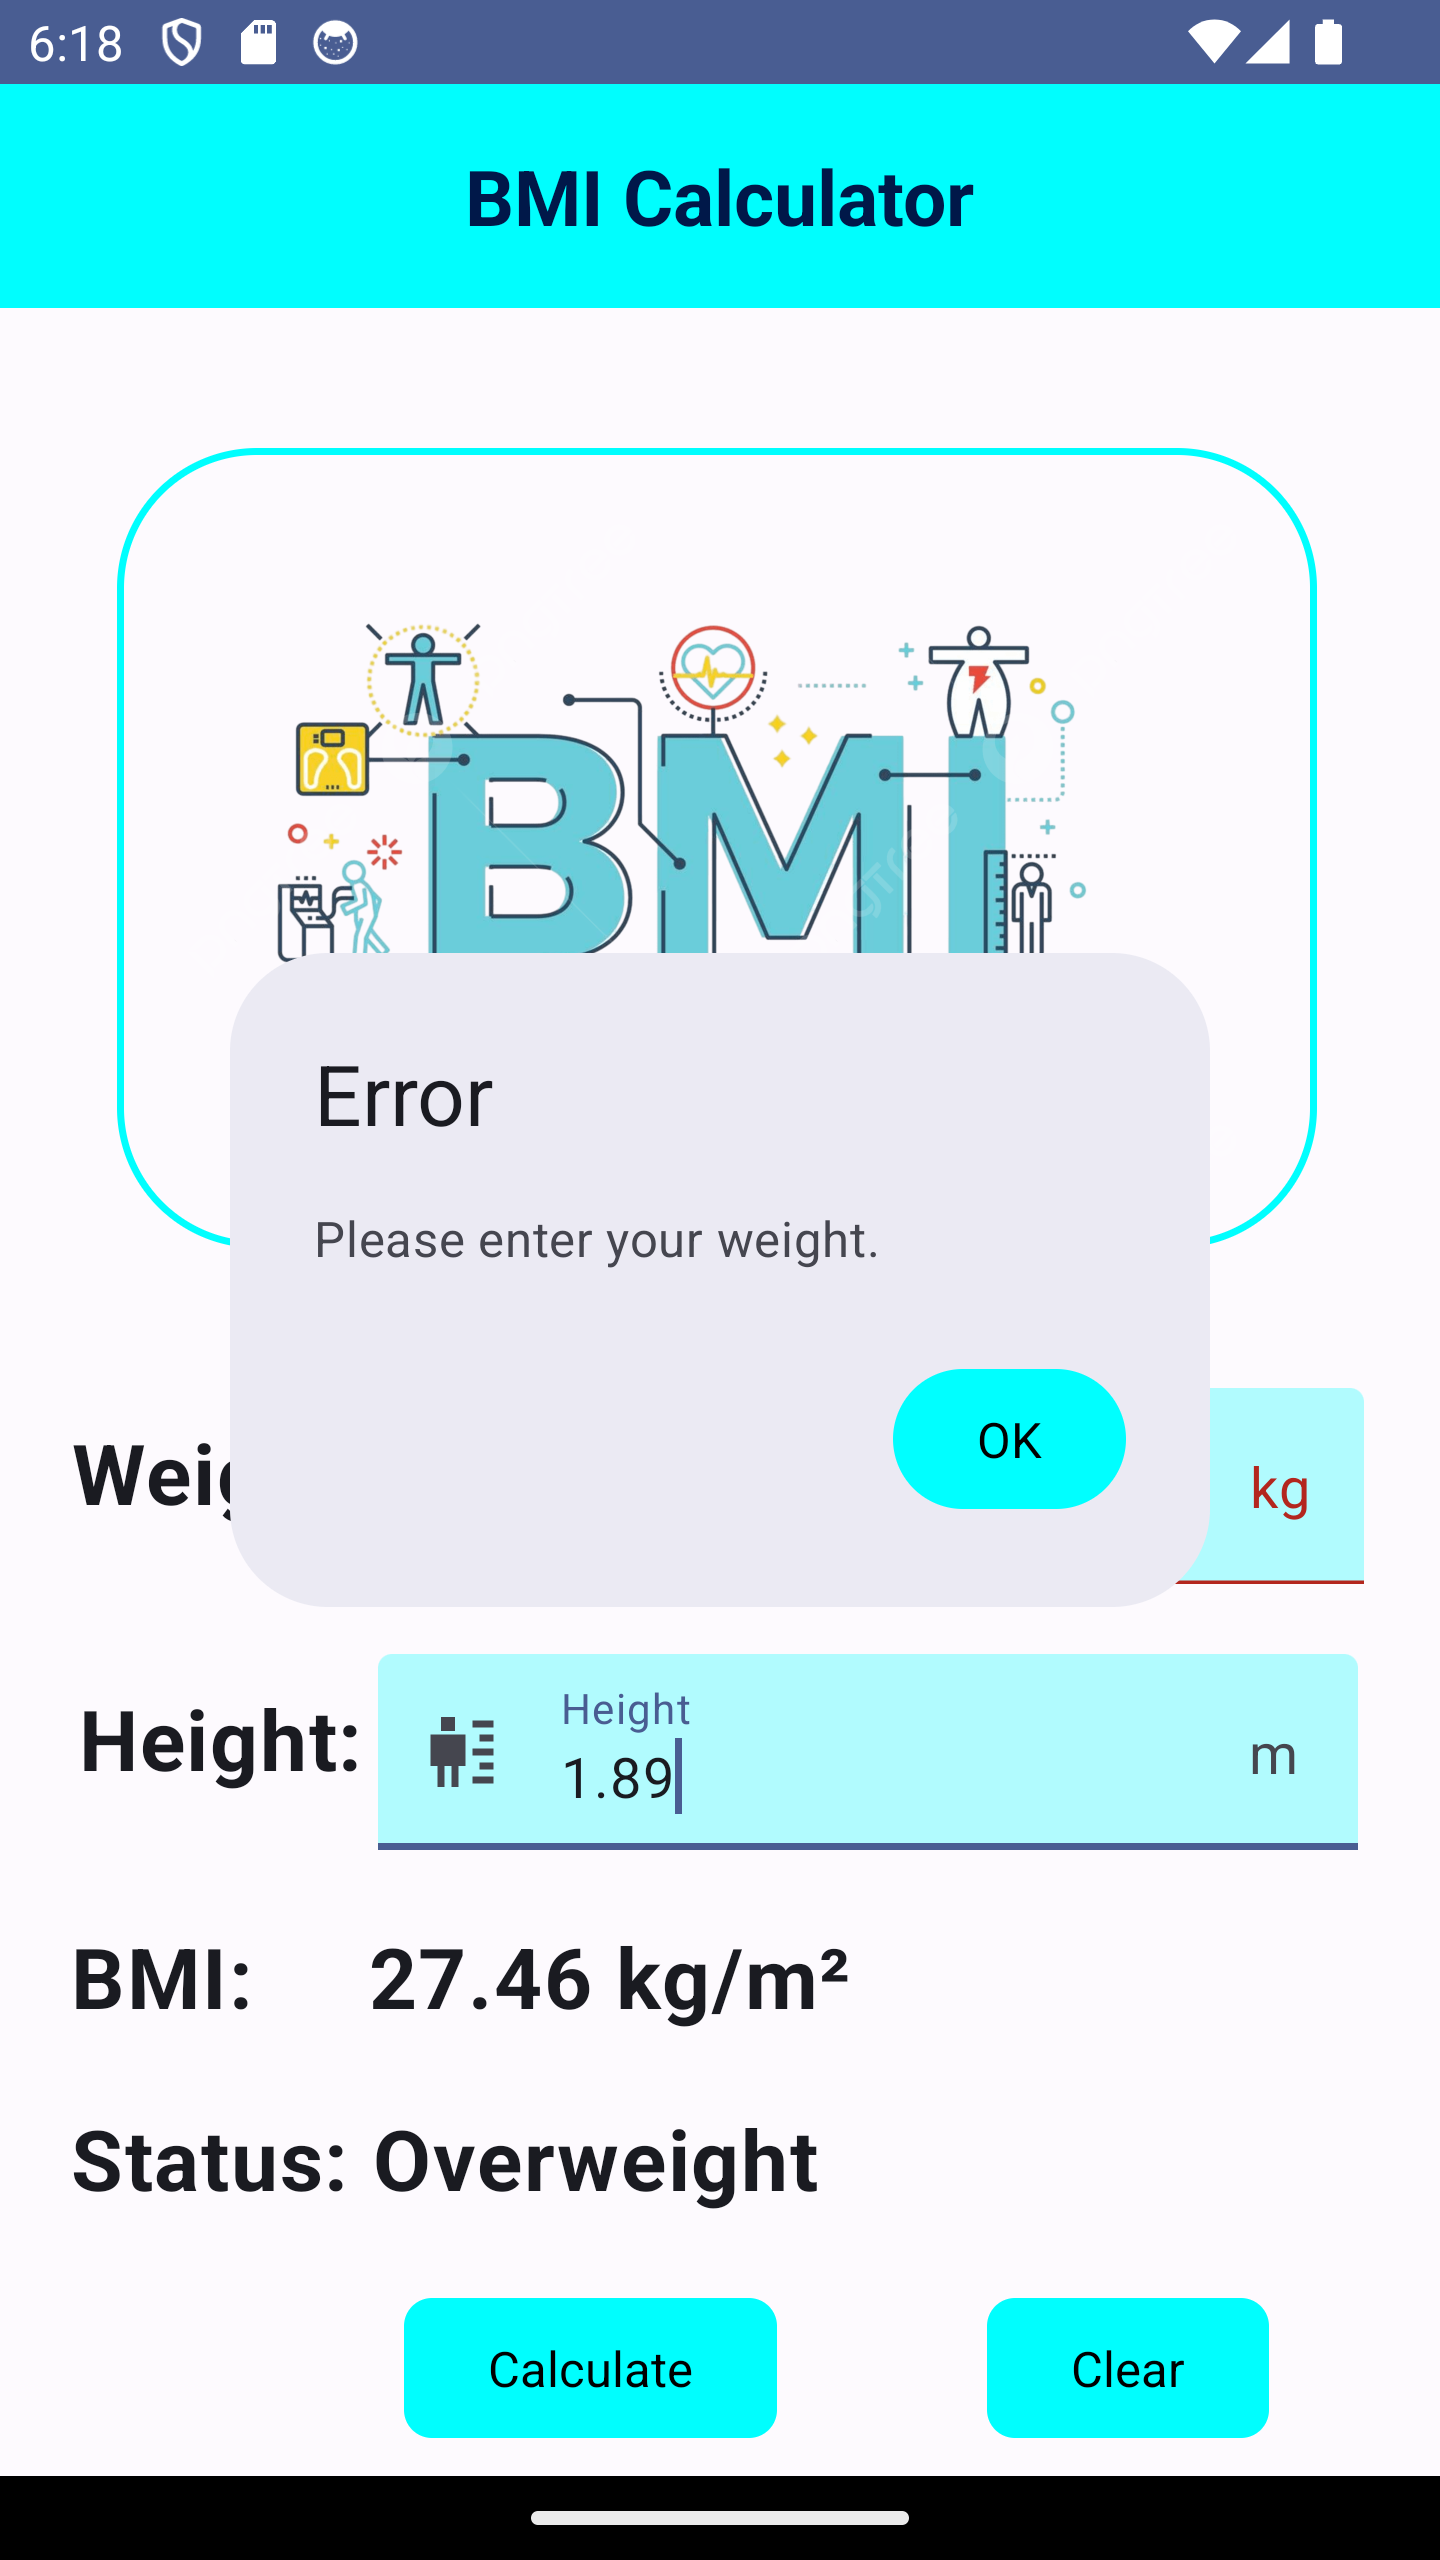 6:18
BMI Calculator
BMI
Error
Please enter your weight.
OK
Weig
kg
Height:
Height
1.89
m
BMI: 27.46 kg/m²
Status: Overweight
Calculate
Clear